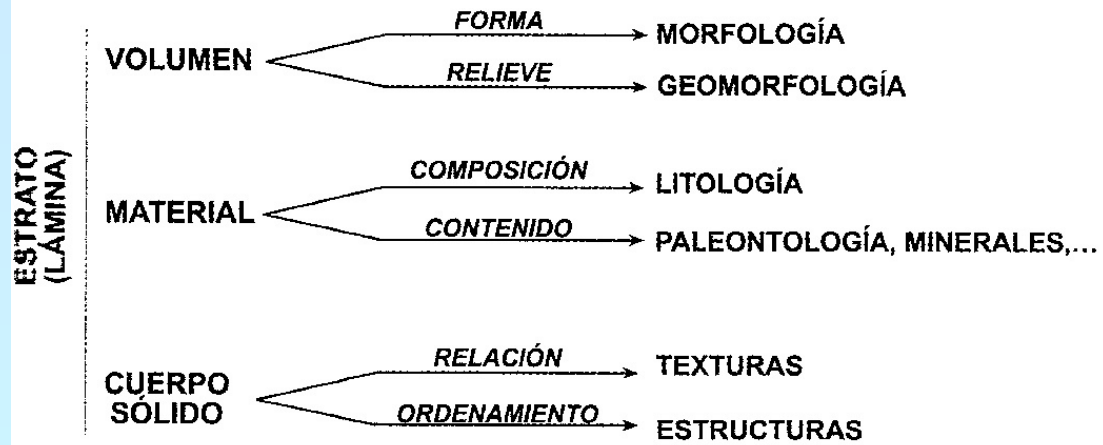 ESTRATO
(LÁMINA)
VOLUMEN
FORMA
MORFOLOGÍA
RELIEVE
GEOMORFOLOGÍA
MATERIAL
COMPOSICIÓN
LITOLOGÍA
CONTENIDO
PALEONTOLOGÍA, MINERALES,...
CUERPO
SÓLIDO
RELACIÓN
TEXTURAS
ORDENAMIENTO
ESTRUCTURAS